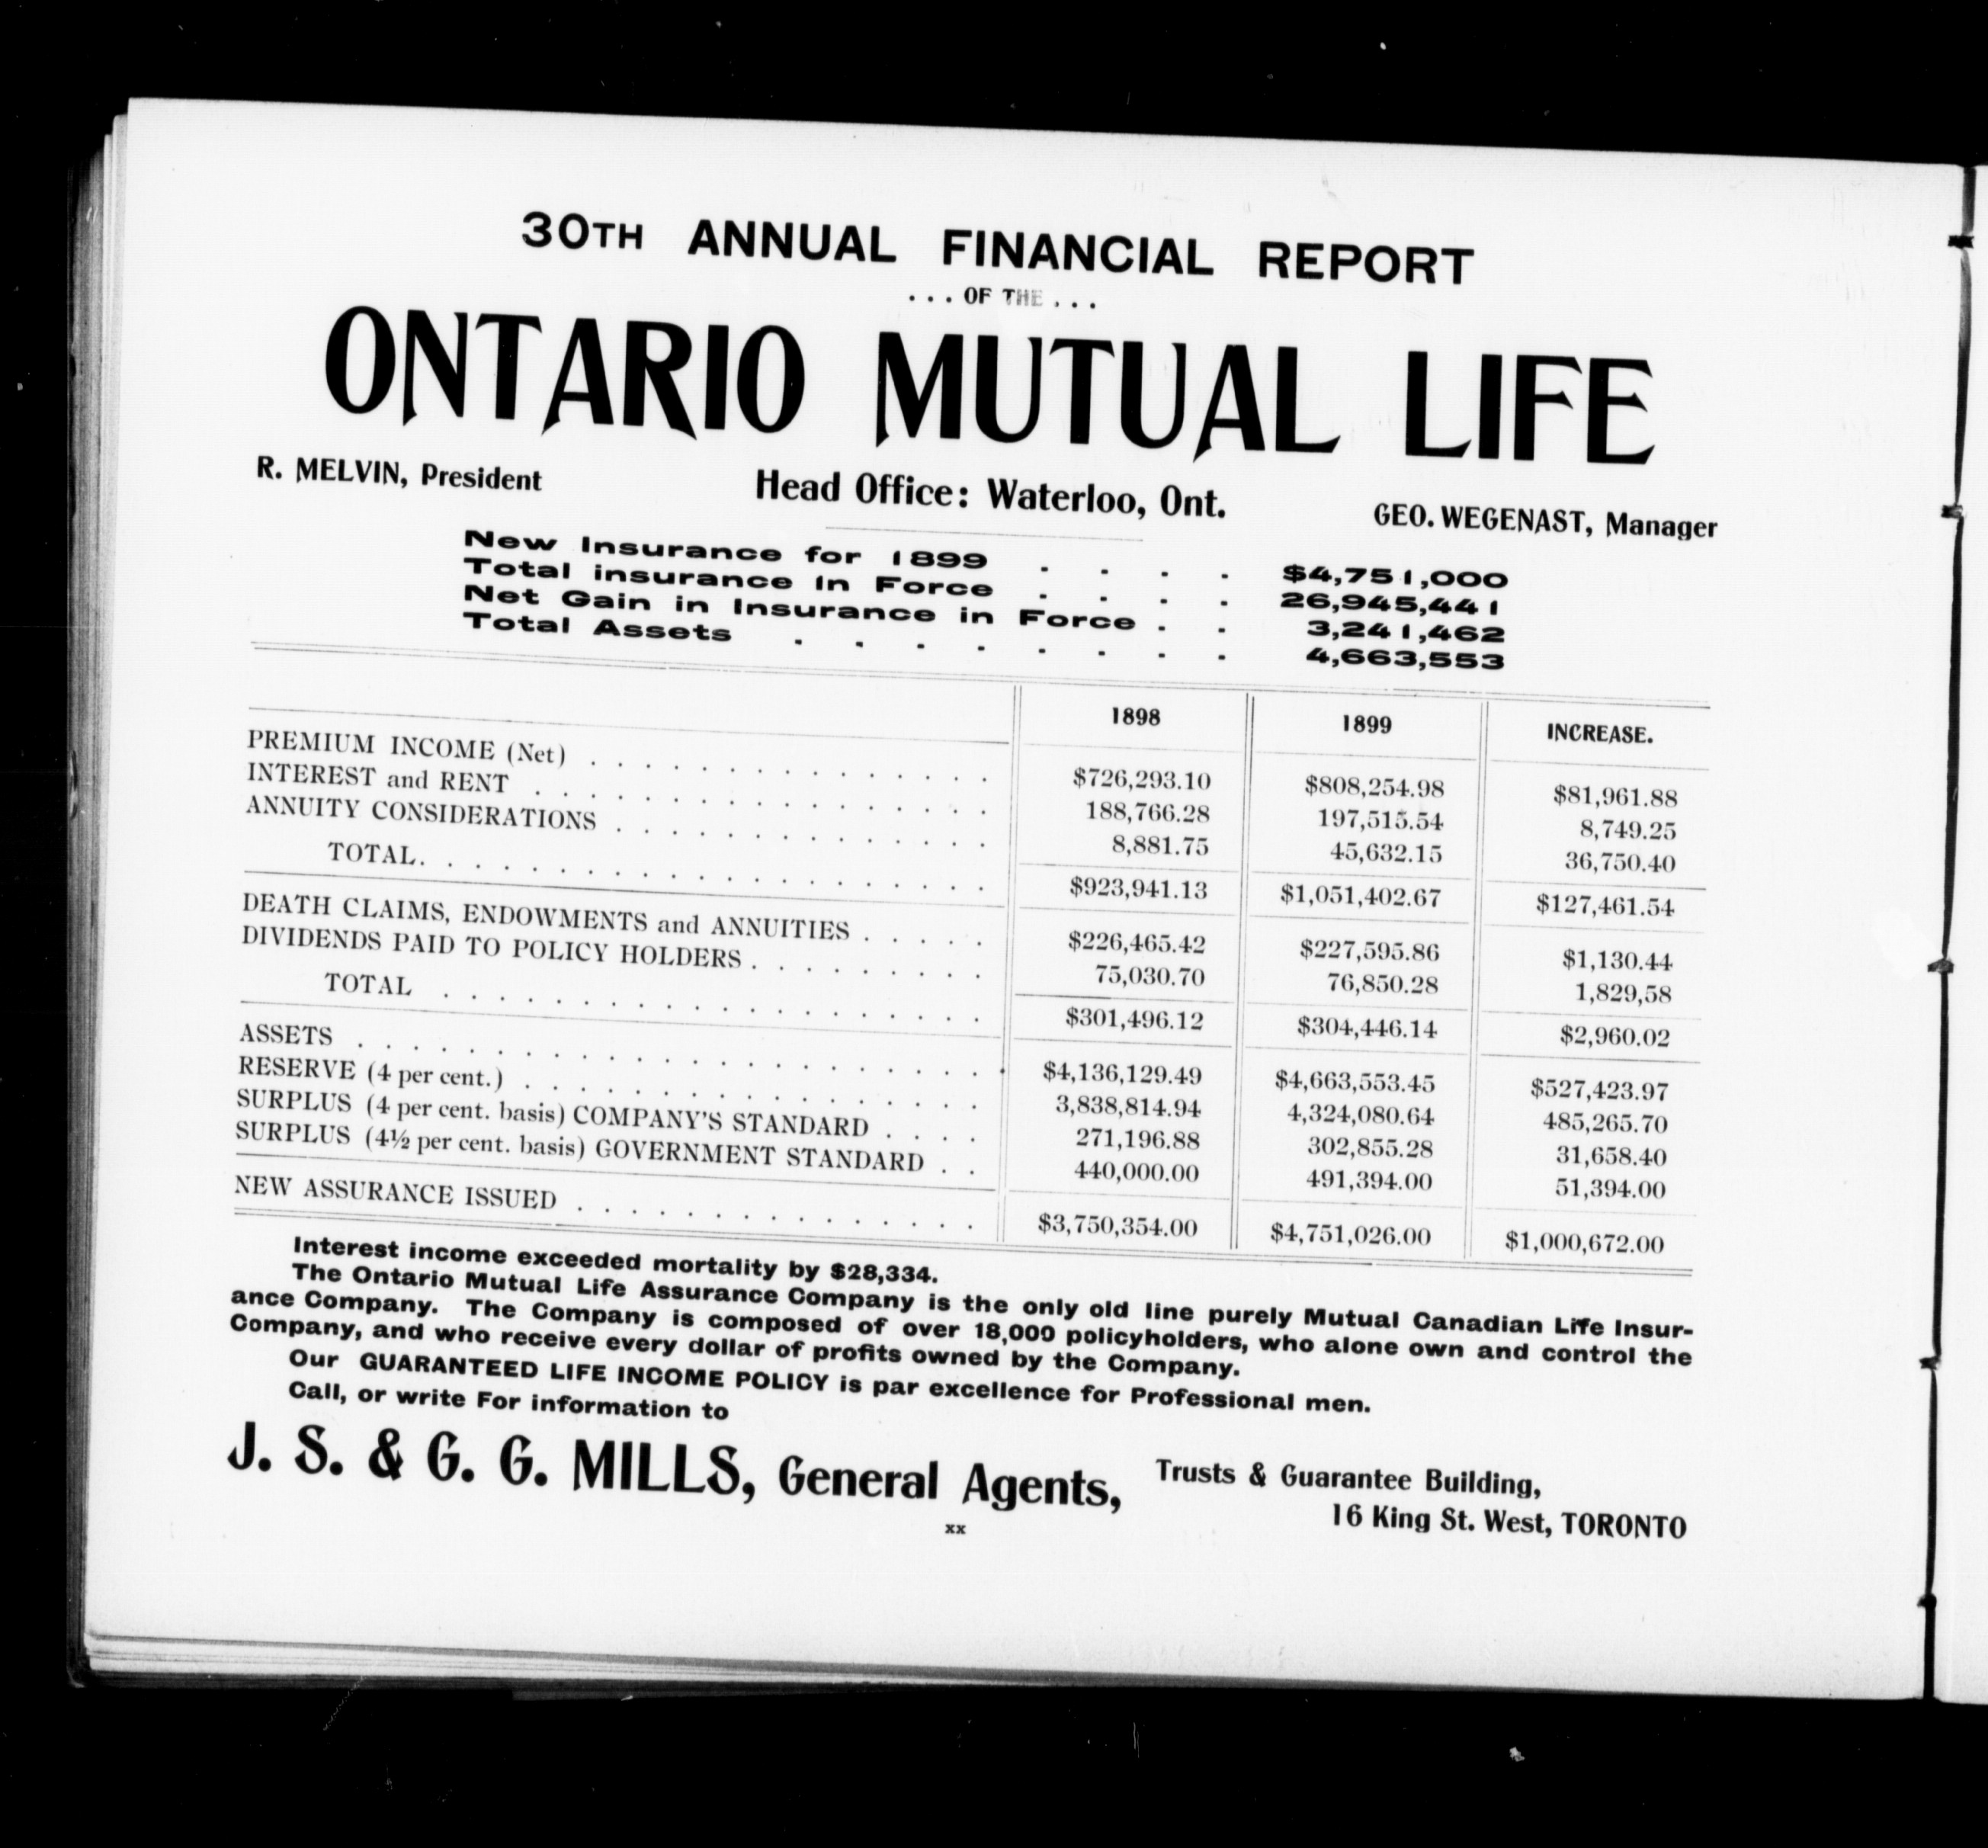 30TH ANNUAL FINANCIAL REPORT
. . . OF THE . . .
ONTARIO MUTUAL LIFE
R. MELVIN, President Head Office: Waterloo, Ont. GEO. WEGENAST, Manager
New Insurance for 1899 . . . . $4,751,000
Total insurance in Force . . . . 26,945,441
Net Gain in Insurance in Force . . 3,241,462
Total Assets . . . . . . . . 4,663,553
1898 1899 INCREASE.
PREMIUM INCOME (Net) . . . . . . . . . . . . . . . $726,293.10 $808,254.98 $81,961.88
INTEREST and RENT . . . . . . . . . . . . . . . . . 188,766.28 197,515.54 8,749.25
ANNUITY CONSIDERATIONS . . . . . . . . . . . . . . 8,881.75 45,632.15 36,750.40
TOTAL. . . . . . . . . . . . . . . . . . . . . $923,941.13 $1,051,402.67 $127,461.54
DEATH CLAIMS, ENDOWMENTS and ANNUITIES . . . . . $226,465.42 $227,595.86 $1,130.44
DIVIDENDS PAID TO POLICY HOLDERS . . . . . . . . . 75,030.70 76,850.28 1,829,58
TOTAL . . . . . . . . . . . . . . . . . . . . $301,496.12 $304,446.14 $2,960.02
ASSETS . . . . . . . . . . . . . . . . . . . . . . . . $4,136,129.49 $4,663,553.45 $527,423.97
RESERVE (4 per cent.) . . . . . . . . . . . . . . . . . 3,838,814.94 4,324,080.64 485,265.70
SURPLUS (4 per cent. basis) COMPANY'S STANDARD . . . . 271,196.88 302,855.28 31,658.40
SURPLUS (4½ per cent. basis) GOVERNMENT STANDARD . . 440,000.00 491,394.00 51,394.00
NEW ASSURANCE ISSUED . . . . . . . . . . . . . . . $3,750,354.00 $4,751,026.00 $1,000,672.00
Interest income exceeded mortality by $28,334.
The Ontario Mutual Life Assurance Company is the only old line purely Mutual Canadian Life Insur-
ance Company. The Company is composed of over 18,000 policyholders, who alone own and control the
Company, and who receive every dollar of profits owned by the Company.
Our GUARANTEED LIFE INCOME POLICY is par excellence for Professional men.
Call, or write For information to
J. S. & G. G. MILLS, General Agents, Trusts & Guarantee Building,
16 King St. West, TORONTO
xx